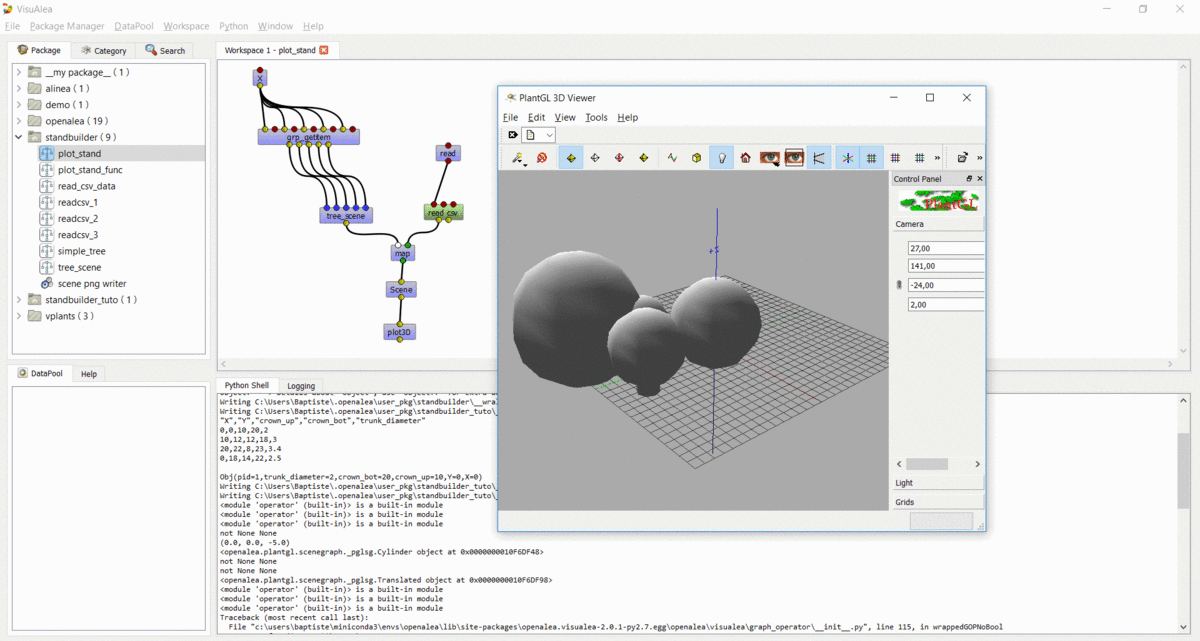 VisuAlea
File Package Manager DataPool Workspace Python Window Help
Package Category Search
__my package__ ( 1 )
alinea ( 1 )
demo ( 1 )
openalea ( 19 )
standbuilder ( 9 )
plot_stand
plot_stand_func
read_csv_data
readcsv_1
readcsv_2
readcsv_3
simple_tree
tree_scene
scene png writer
standbuilder_tuto ( 1 )
vplants ( 3 )
DataPool Help
Workspace 1 - plot_stand
X
grp_getitem
read
tree_scene
read csv..
map
Scene
plot3D
PlantGL 3D Viewer
File Edit View Tools Help
Control Panel
PlantGL
Camera
27,00
141,00
-24,00
2,00
Light
Grids
Python Shell Logging
Writing C:\Users\Baptiste\.openalea\user_pkg\standbuilder\__wra
Writing C:\Users\Baptiste\.openalea\user_pkg\standbuilder_tuto\
"X","Y","crown_up","crown_bot","trunk_diameter"
0,0,10,20,2
10,12,12,18,3
20,22,8,23,3.4
0,18,14,22,2.5
Obj(pid=1,trunk_diameter=2,crown_bot=20,crown_up=10,Y=0,X=0)
Writing C:\Users\Baptiste\.openalea\user_pkg\standbuilder_tuto\
Writing C:\Users\Baptiste\.openalea\user_pkg\standbuilder_tuto\
<module 'operator' (built-in)> is a built-in module
<module 'operator' (built-in)> is a built-in module
<module 'operator' (built-in)> is a built-in module
not None None
(0.0, 0.0, -5.0)
<openalea.plantgl.scenegraph._pglsg.Cylinder object at 0x0000000010F6DF48>
not None None
not None None
<openalea.plantgl.scenegraph._pglsg.Translated object at 0x0000000010F6DF98>
<module 'operator' (built-in)> is a built-in module
<module 'operator' (built-in)> is a built-in module
<module 'operator' (built-in)> is a built-in module
Traceback (most recent call last):
File "c:\users\baptiste\miniconda3\envs\openalea\lib\site-packages\openalea.visualea-2.0.1-py2.7.egg\openalea\visualea\graph_operator\__init__.py", line 115, in wrappedGOPNoBool